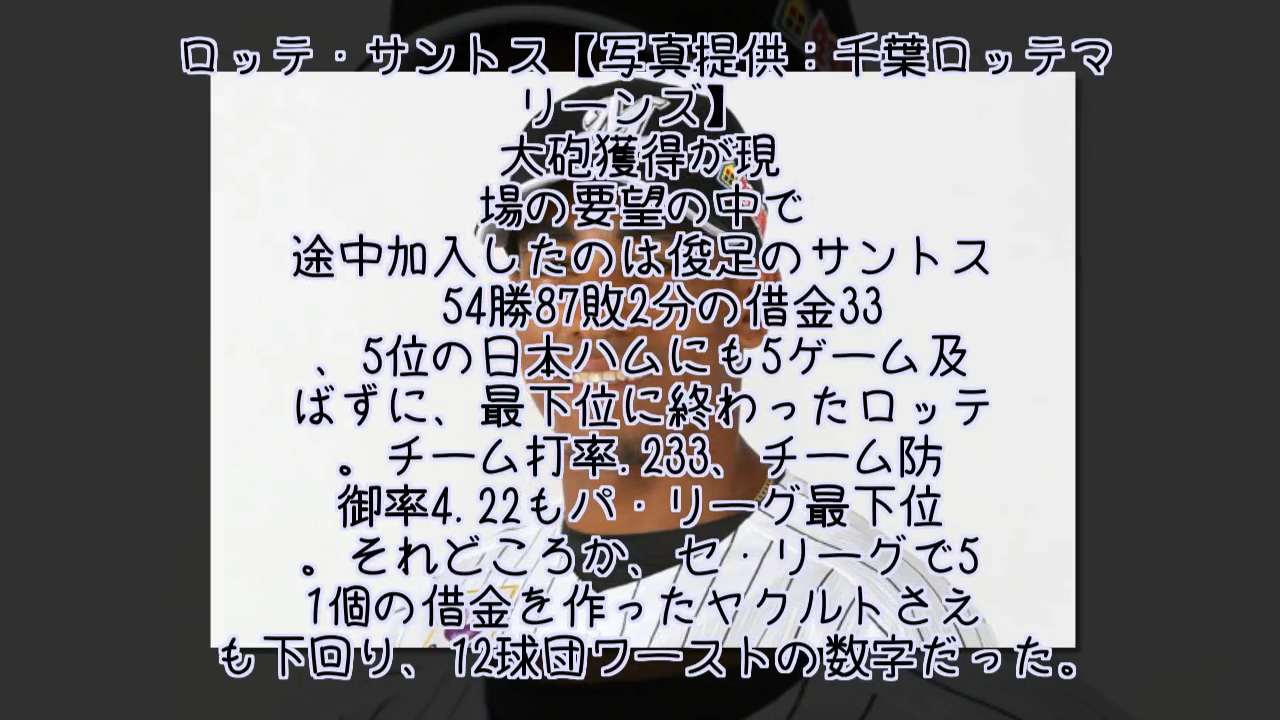 ロッテ・サントス【写真提供：千葉ロッテマ
リーンズ】
大砲獲得が現
場の要望の中で
途中加入したのは俊足のサントス
54勝87敗2分の借金33
、5位の日本ハムにも5ゲーム及
ばずに、最下位に終わったロッテ
。チーム打率.233、チーム防
御率4.22もパ・リーグ最下位
。それどころか、セ・リーグで5
1個の借金を作ったヤクルトさえ
も下回り、12球団ワーストの数字だった。